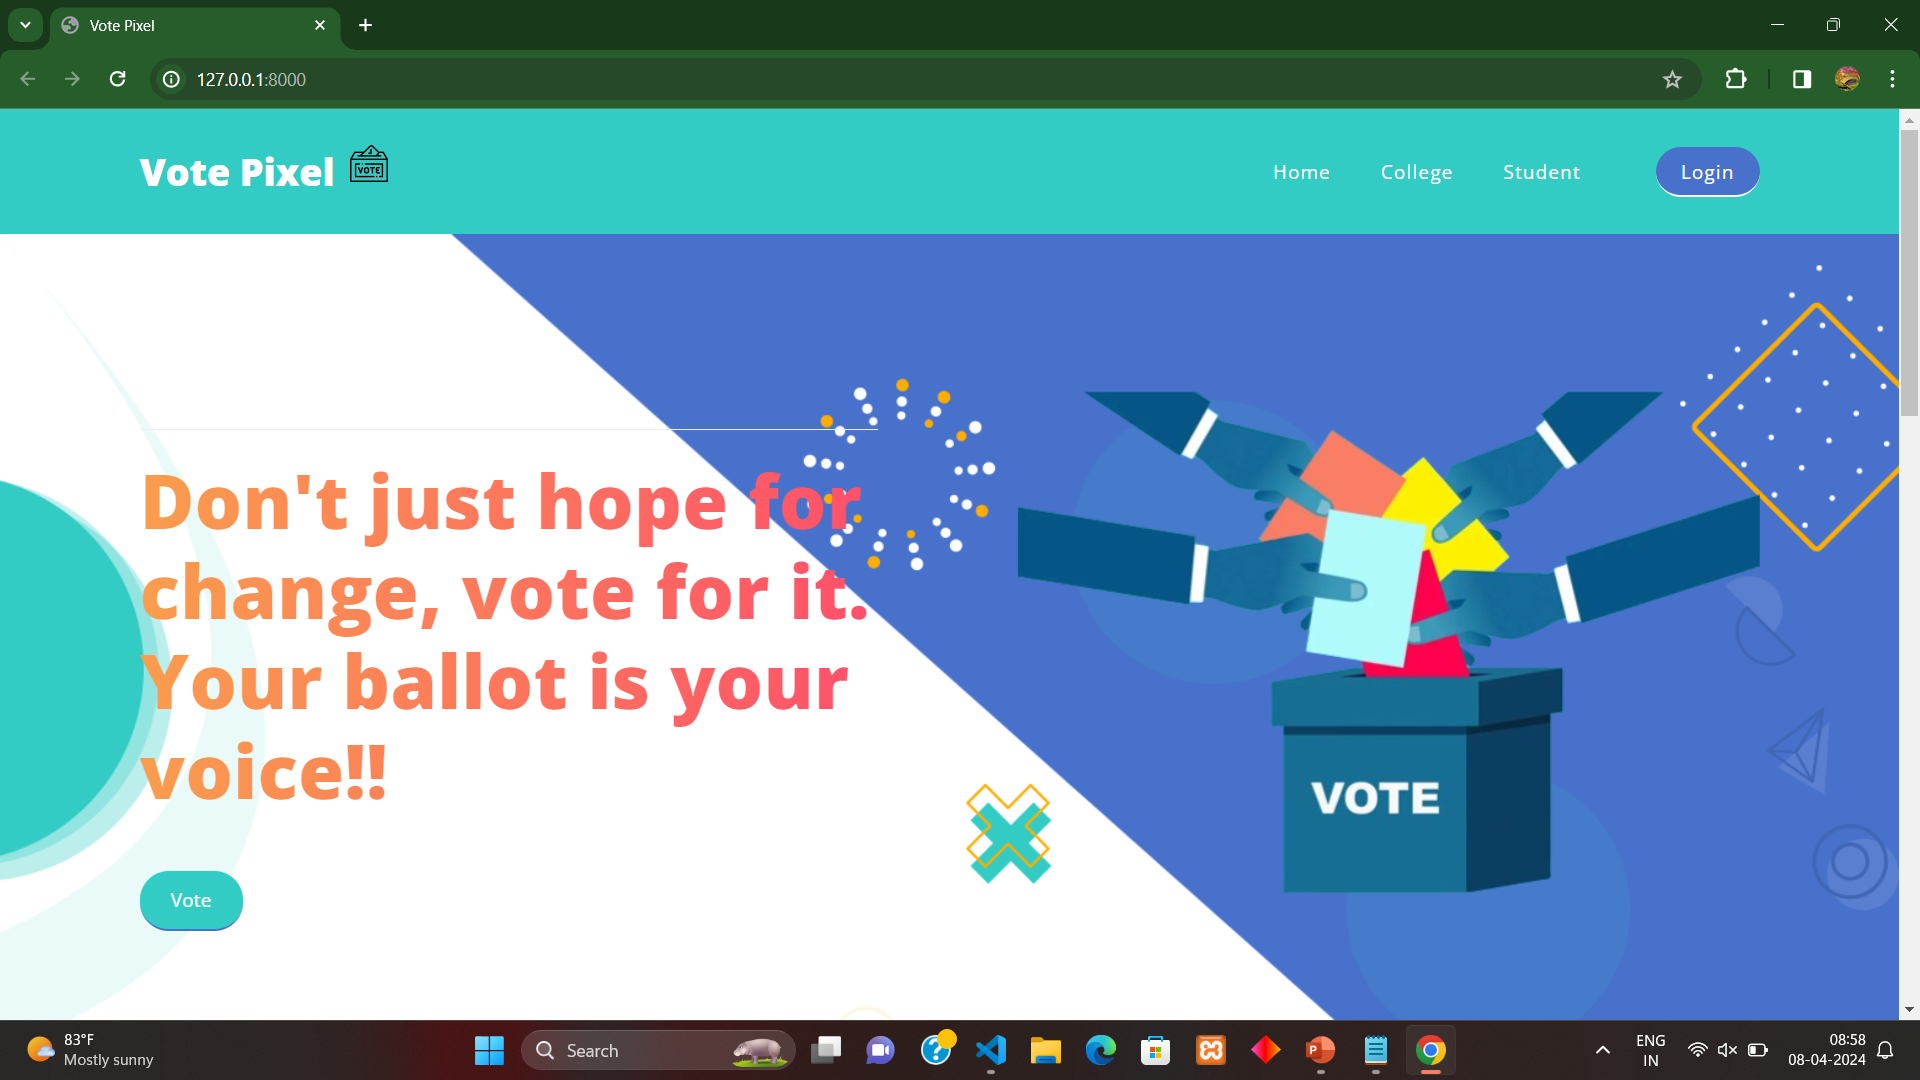 Vote Pixel
127.0.0.1:8000
Vote Pixel VOTE
Home College Student Login
Don't just hope for
change, vote for it.
Your ballot is your
voice!!
VOTE
Vote
83°F
Mostly sunny
Search
ENG
IN
08:58
08-04-2024